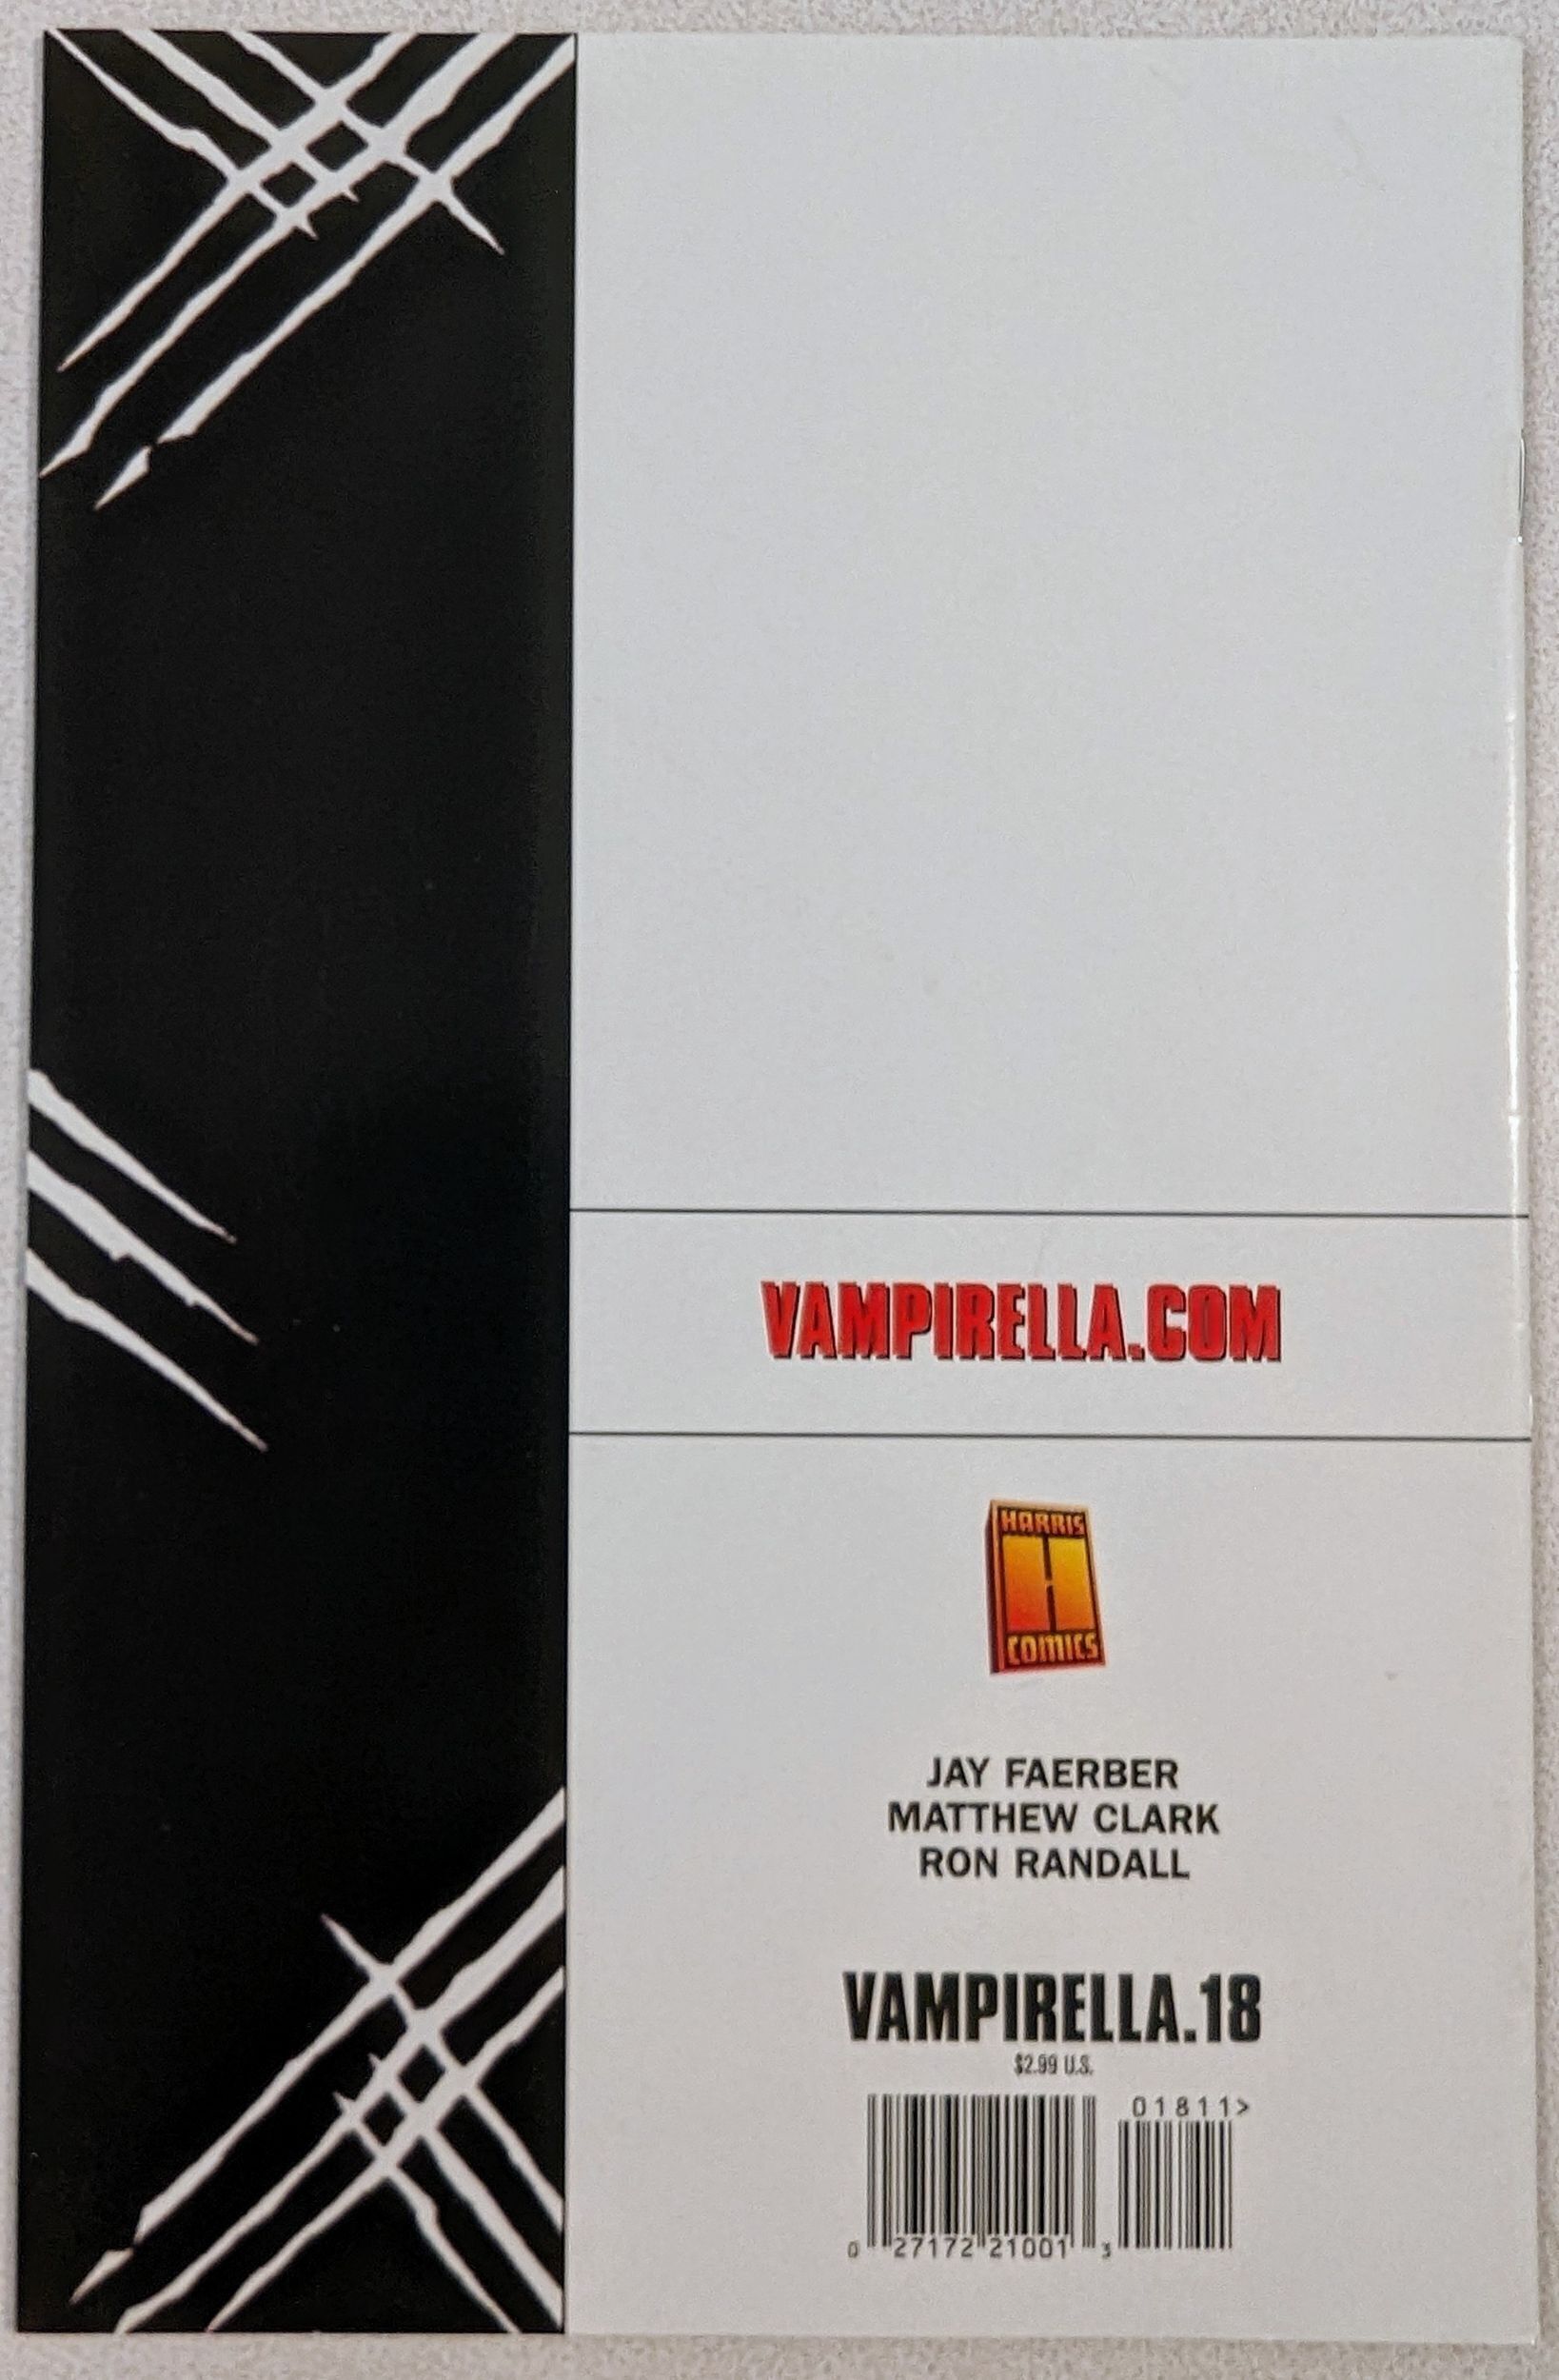 VAMPIRELLA.COM
HARRIS
H
COMICS
JAY FAERBER
MATTHEW CLARK
RON RANDALL
VAMPIRELLA.18
$2.99 U.S.
01811>
0 27172 21001 3